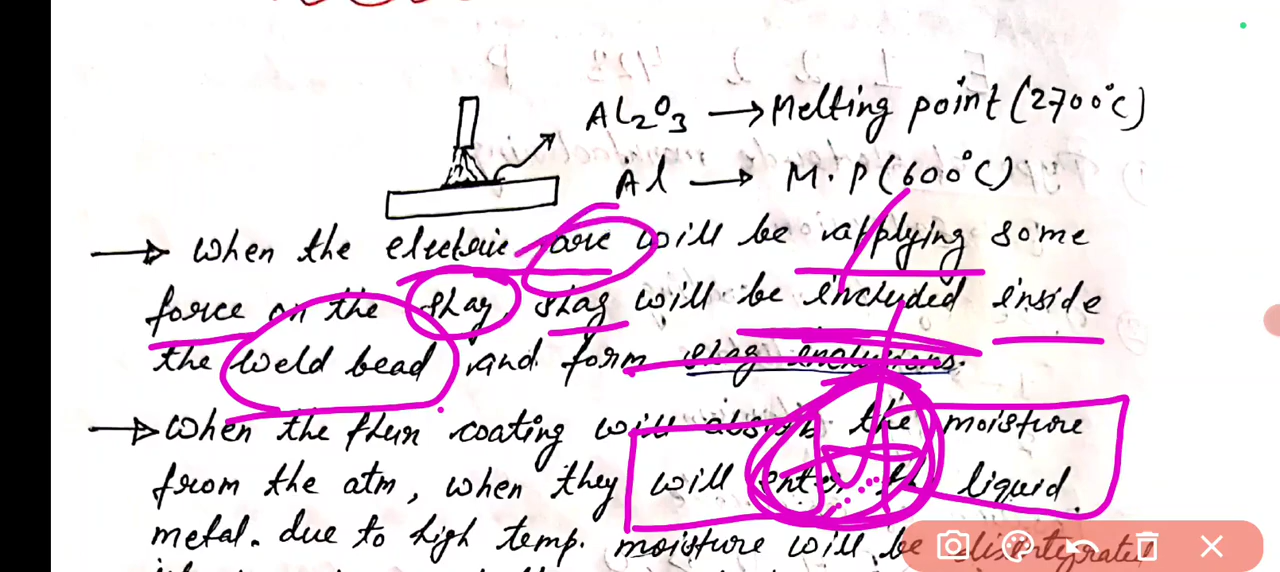 Al2O3 → Melting point (2700°C)
Al → M.P (600°C)
→ When the electric arc will be applying some
force on the slag, slag will be included inside
the weld bead and form slag inclusions.
→ When the flux coating will absorb the moisture
from the atm, when they will enter the liquid
metal. due to high temp. moisture will be disintegrated